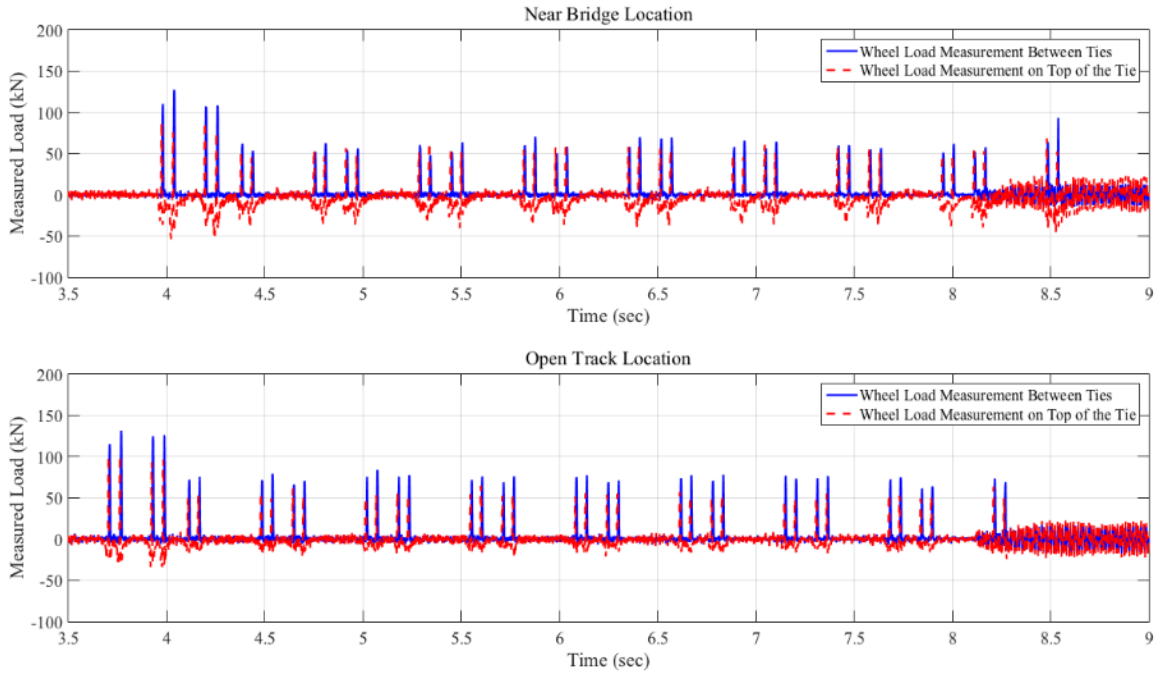 Near Bridge Location
200
150
100
50
0
-50
-100
Measured Load (kN)
Wheel Load Measurement Between Ties
Wheel Load Measurement on Top of the Tie
3.5 4 4.5 5 5.5 6 6.5 7 7.5 8 8.5 9
Time (sec)
Open Track Location
200
150
100
50
0
-50
-100
Measured Load (kN)
Wheel Load Measurement Between Ties
Wheel Load Measurement on Top of the Tie
3.5 4 4.5 5 5.5 6 6.5 7 7.5 8 8.5 9
Time (sec)